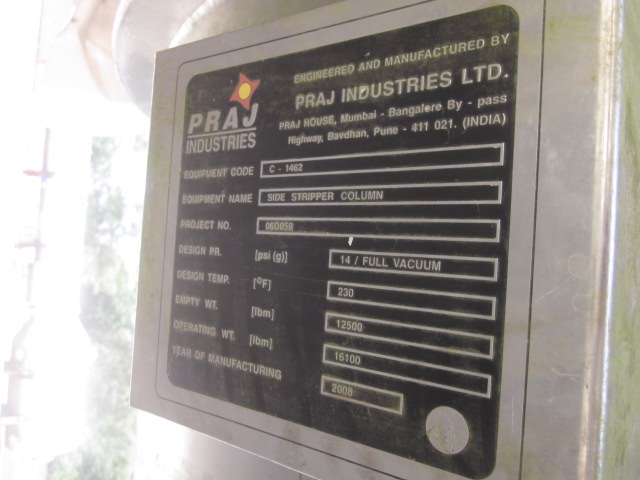 PRAJ
INDUSTRIES
ENGINEERED AND MANUFACTURED BY
PRAJ INDUSTRIES LTD.
PRAJ HOUSE, Mumbai - Bangalore By - pass
Highway, Bavdhan, Pune - 411 021. (INDIA)
EQUIPMENT CODE C - 1462
EQUIPMENT NAME SIDE STRIPPER COLUMN
PROJECT NO. 06D058
DESIGN PR. [psi (g)] 14 / FULL VACUUM
DESIGN TEMP. [°F] 230
EMPTY WT. [lbm] 12500
OPERATING WT. [lbm] 16100
YEAR OF MANUFACTURING 2008